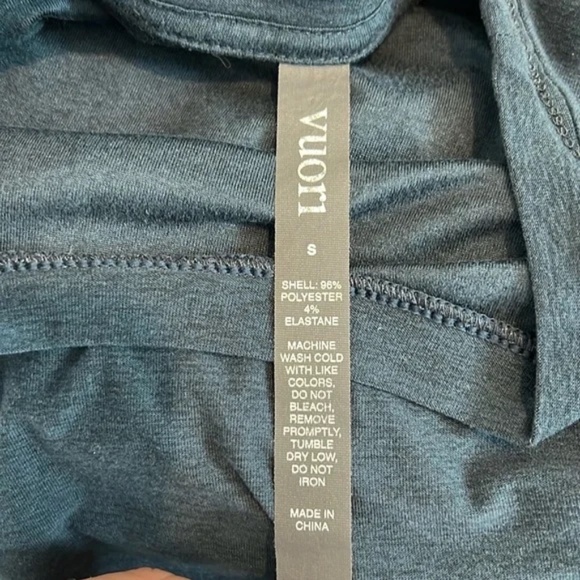 vuori
S
SHELL: 96%
POLYESTER
4%
ELASTANE
MACHINE
WASH COLD
WITH LIKE
COLORS,
DO NOT
BLEACH,
REMOVE
PROMPTLY,
TUMBLE
DRY LOW,
DO NOT
IRON
MADE IN
CHINA